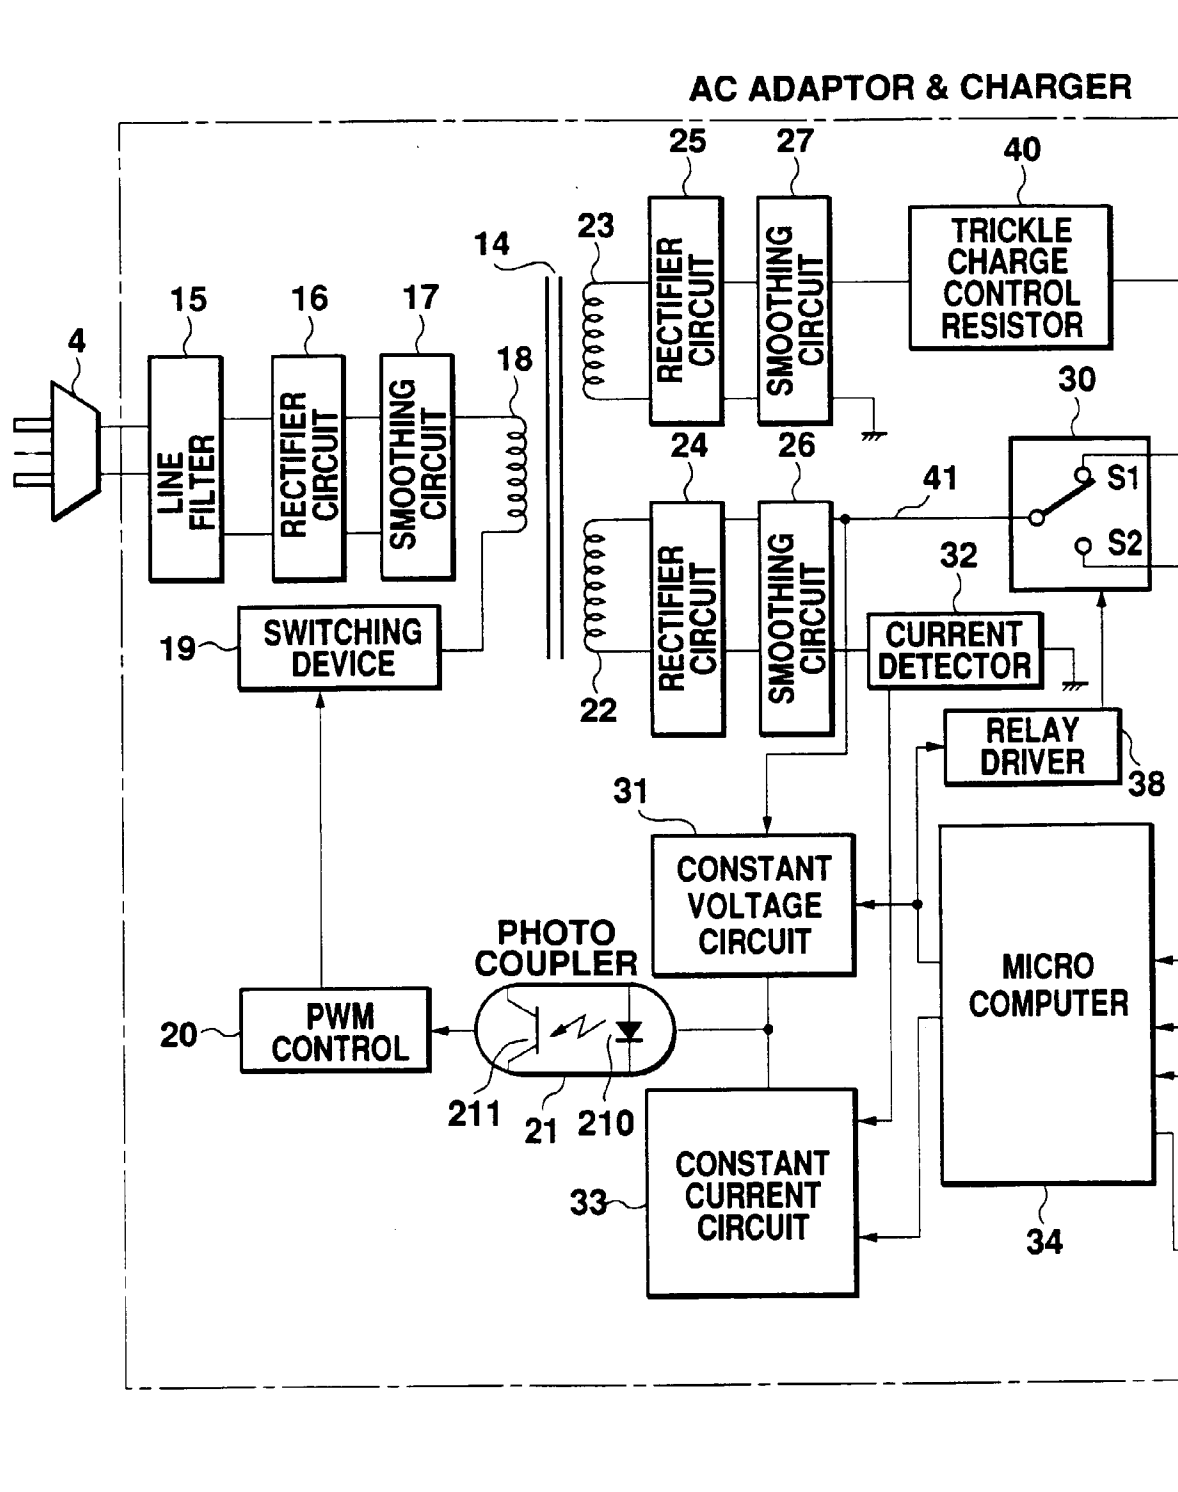 AC ADAPTOR & CHARGER
25
27
40
23
14
RECTIFIER
CIRCUIT
SMOOTHING
CIRCUIT
TRICKLE
CHARGE
CONTROL
RESISTOR
15
16
17
4
18
30
LINE
FILTER
RECTIFIER
CIRCUIT
SMOOTHING
CIRCUIT
24
26
41
S1
S2
32
RECTIFIER
CIRCUIT
SMOOTHING
CIRCUIT
19
SWITCHING
DEVICE
CURRENT
DETECTOR
22
RELAY
DRIVER
38
31
CONSTANT
VOLTAGE
CIRCUIT
PHOTO
COUPLER
MICRO
COMPUTER
20
PWM
CONTROL
211
21
210
33
CONSTANT
CURRENT
CIRCUIT
34